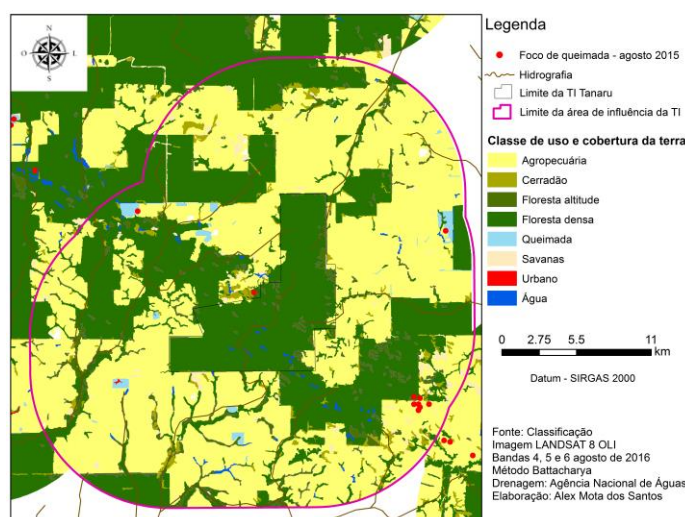 N
O
L
S
Legenda
Foco de queimada - agosto 2015
Hidrografia
Limite da TI Tanaru
Limite da área de influência da TI
Classe de uso e cobertura da terra
Agropecuária
Cerradão
Floresta altitude
Floresta densa
Queimada
Savanas
Urbano
Água
0 2.75 5.5 11
km
Datum - SIRGAS 2000
Fonte: Classificação
Imagem LANDSAT 8 OLI
Bandas 4, 5 e 6 agosto de 2016
Método Battacharya
Drenagem: Agência Nacional de Águas
Elaboração: Alex Mota dos Santos